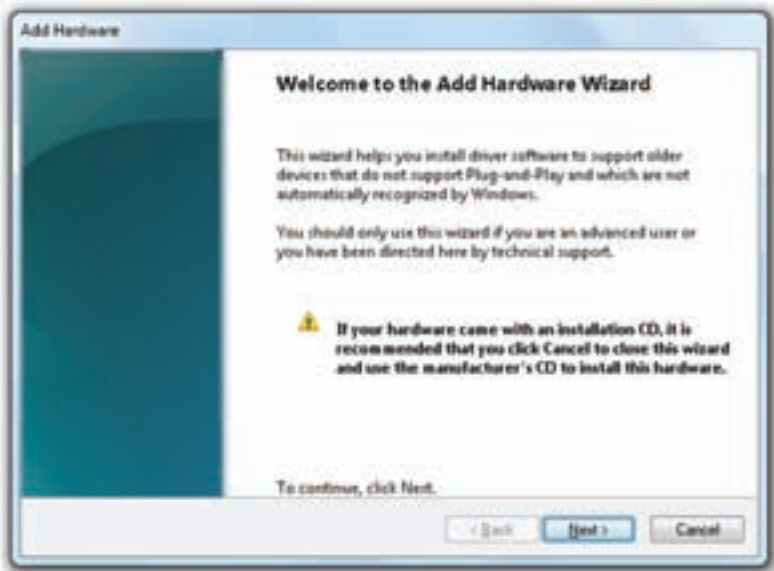 Add Hardware
Welcome to the Add Hardware Wizard
This wizard helps you install driver software to support older
devices that do not support Plug-and-Play and which are not
automatically recognized by Windows.
You should only use this wizard if you are an advanced user or
you have been directed here by technical support.
If your hardware came with an installation CD, it is
recommended that you click Cancel to close this wizard
and use the manufacturer's CD to install this hardware.
To continue, click Next.
< Back
Next >
Cancel